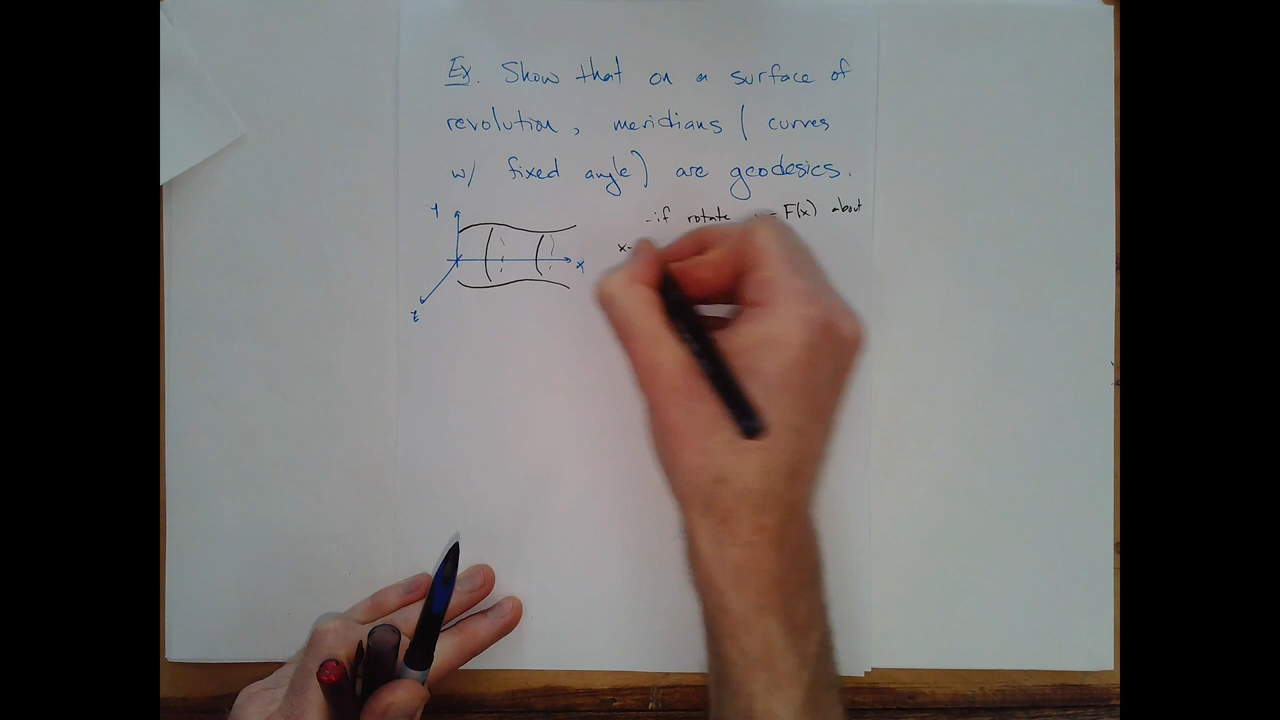 Ex. Show that on a surface of
revolution, meridians (curves
w/ fixed angle) are geodesics.
-if rotate F(x) about
x-
y
x
z